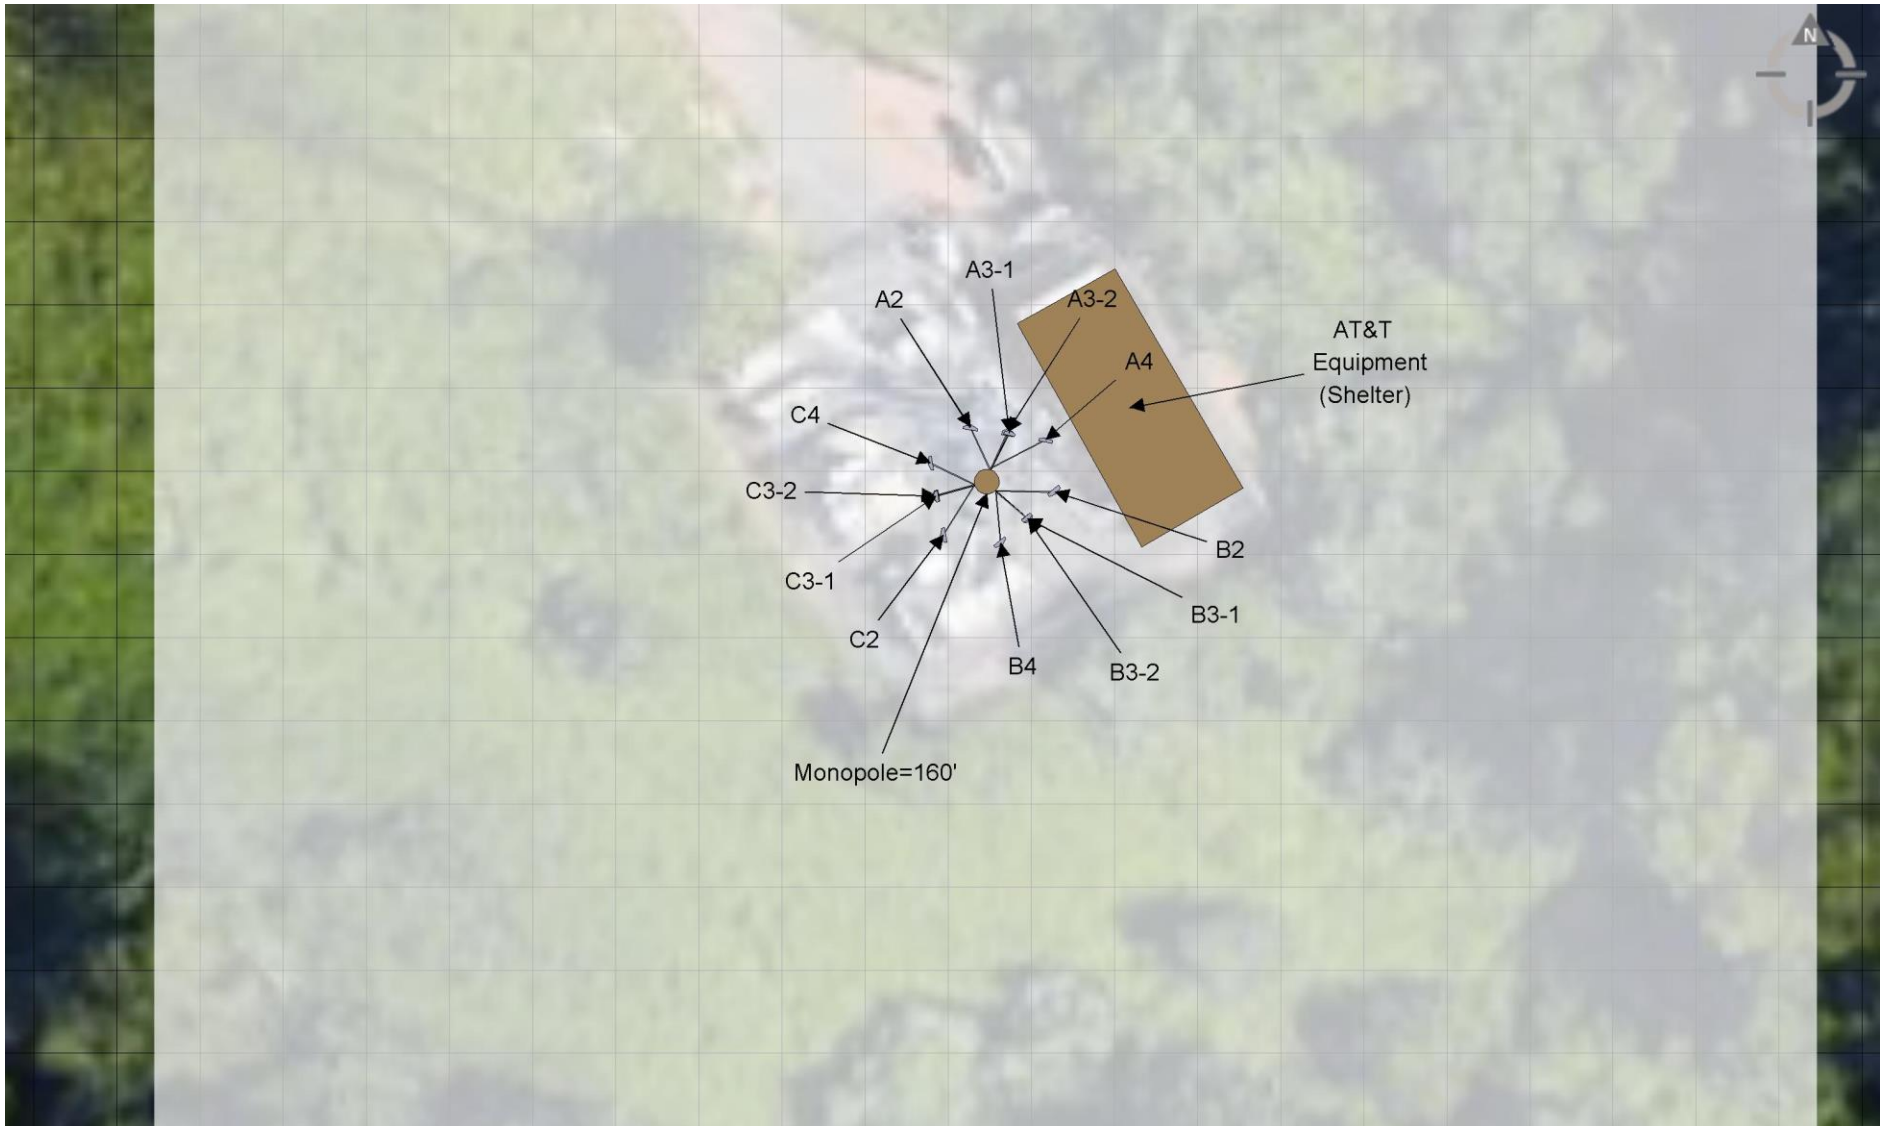 N
A3-1
A2
A3-2
AT&T
Equipment
(Shelter)
A4
C4
C3-2
B2
C3-1
B3-1
C2
B4
B3-2
Monopole=160'